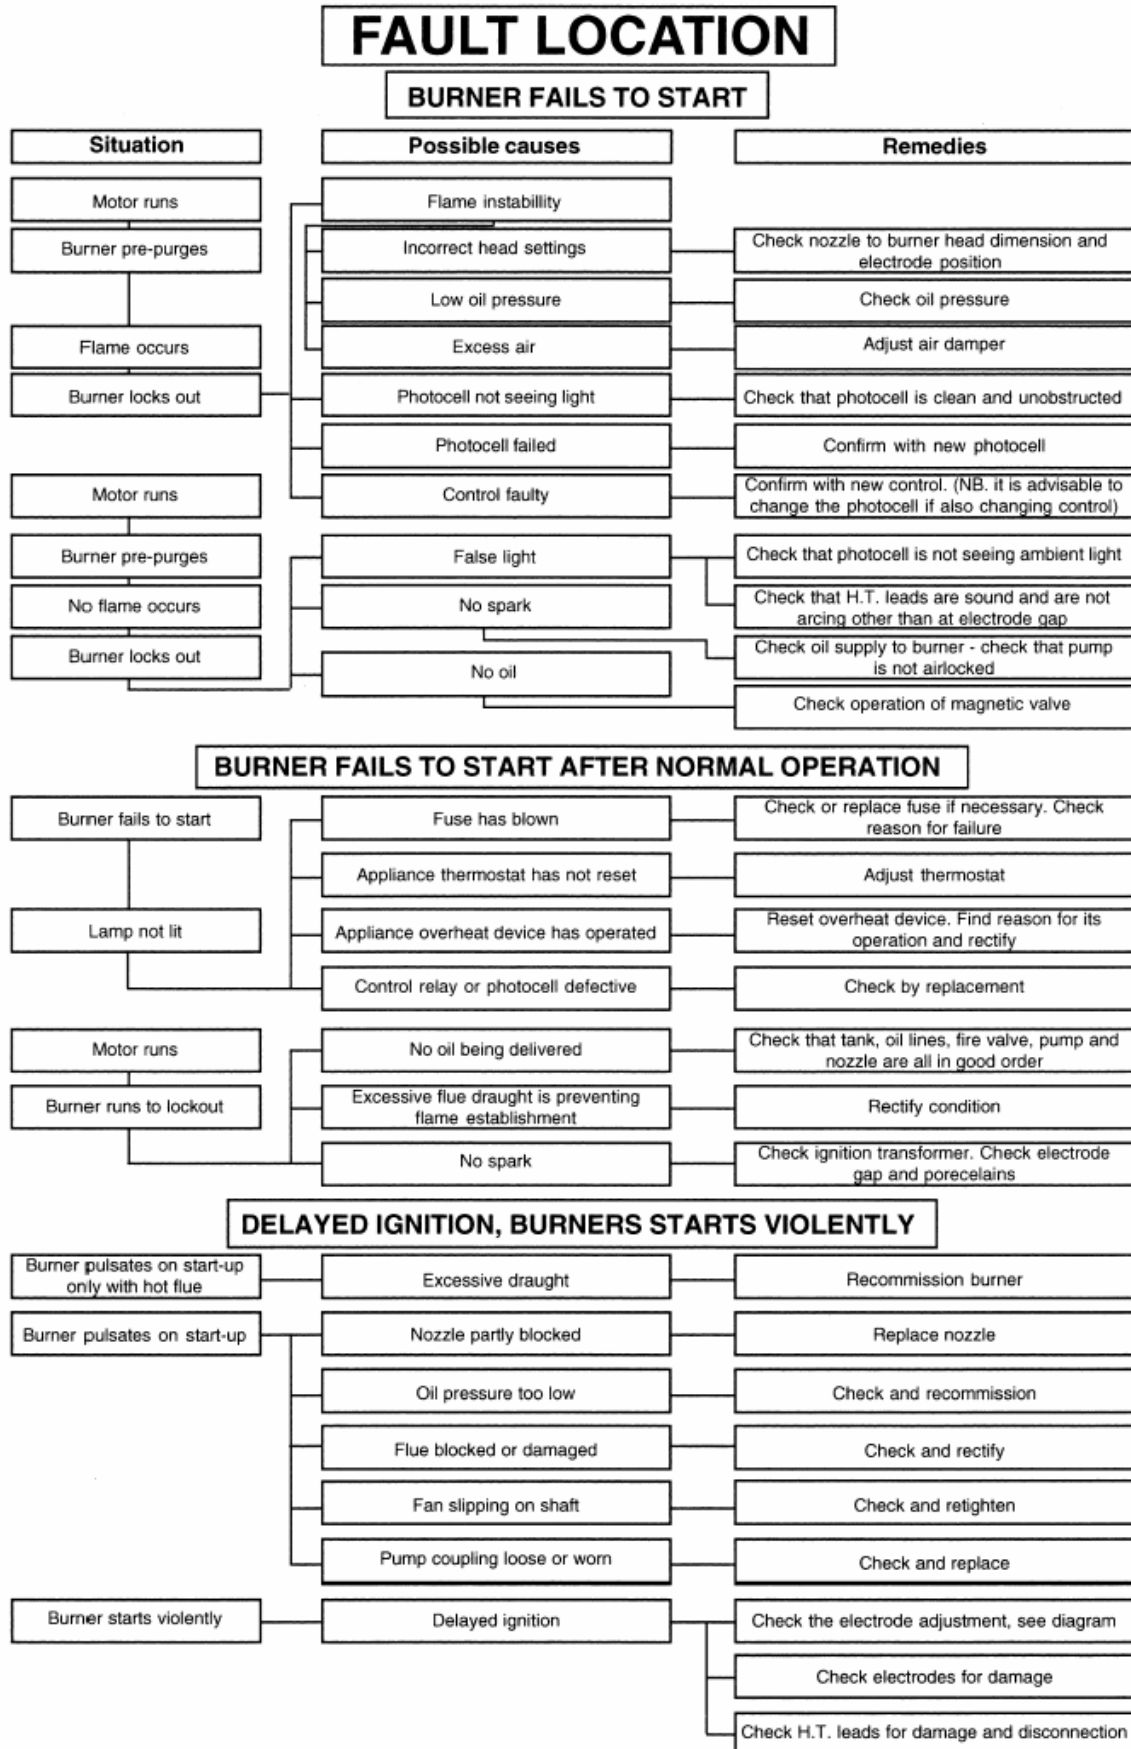 FAULT LOCATION
BURNER FAILS TO START
Situation
Possible causes
Remedies
Motor runs
Flame instabillity
Burner pre-purges
Incorrect head settings
Check nozzle to burner head dimension and
electrode position
Low oil pressure
Check oil pressure
Flame occurs
Excess air
Adjust air damper
Burner locks out
Photocell not seeing light
Check that photocell is clean and unobstructed
Photocell failed
Confirm with new photocell
Motor runs
Control faulty
Confirm with new control. (NB. it is advisable to
change the photocell if also changing control)
Burner pre-purges
False light
Check that photocell is not seeing ambient light
No flame occurs
No spark
Check that H.T. leads are sound and are not
arcing other than at electrode gap
Burner locks out
No oil
Check oil supply to burner - check that pump
is not airlocked
Check operation of magnetic valve
BURNER FAILS TO START AFTER NORMAL OPERATION
Burner fails to start
Fuse has blown
Check or replace fuse if necessary. Check
reason for failure
Appliance thermostat has not reset
Adjust thermostat
Lamp not lit
Appliance overheat device has operated
Reset overheat device. Find reason for its
operation and rectify
Control relay or photocell defective
Check by replacement
Motor runs
No oil being delivered
Check that tank, oil lines, fire valve, pump and
nozzle are all in good order
Burner runs to lockout
Excessive flue draught is preventing
flame establishment
Rectify condition
No spark
Check ignition transformer. Check electrode
gap and porecelains
DELAYED IGNITION, BURNERS STARTS VIOLENTLY
Burner pulsates on start-up
only with hot flue
Excessive draught
Recommission burner
Burner pulsates on start-up
Nozzle partly blocked
Replace nozzle
Oil pressure too low
Check and recommission
Flue blocked or damaged
Check and rectify
Fan slipping on shaft
Check and retighten
Pump coupling loose or worn
Check and replace
Burner starts violently
Delayed ignition
Check the electrode adjustment, see diagram
Check electrodes for damage
Check H.T. leads for damage and disconnection